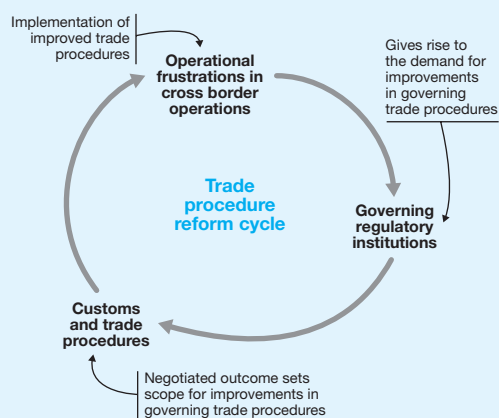 Implementation of
improved trade
procedures
Operational
frustrations in
cross border
operations
Gives rise to
the demand for
improvements
in governing
trade procedures
Trade
procedure
reform cycle
Governing
regulatory
institutions
Customs
and trade
procedures
Negotiated outcome sets
scope for improvements in
governing trade procedures